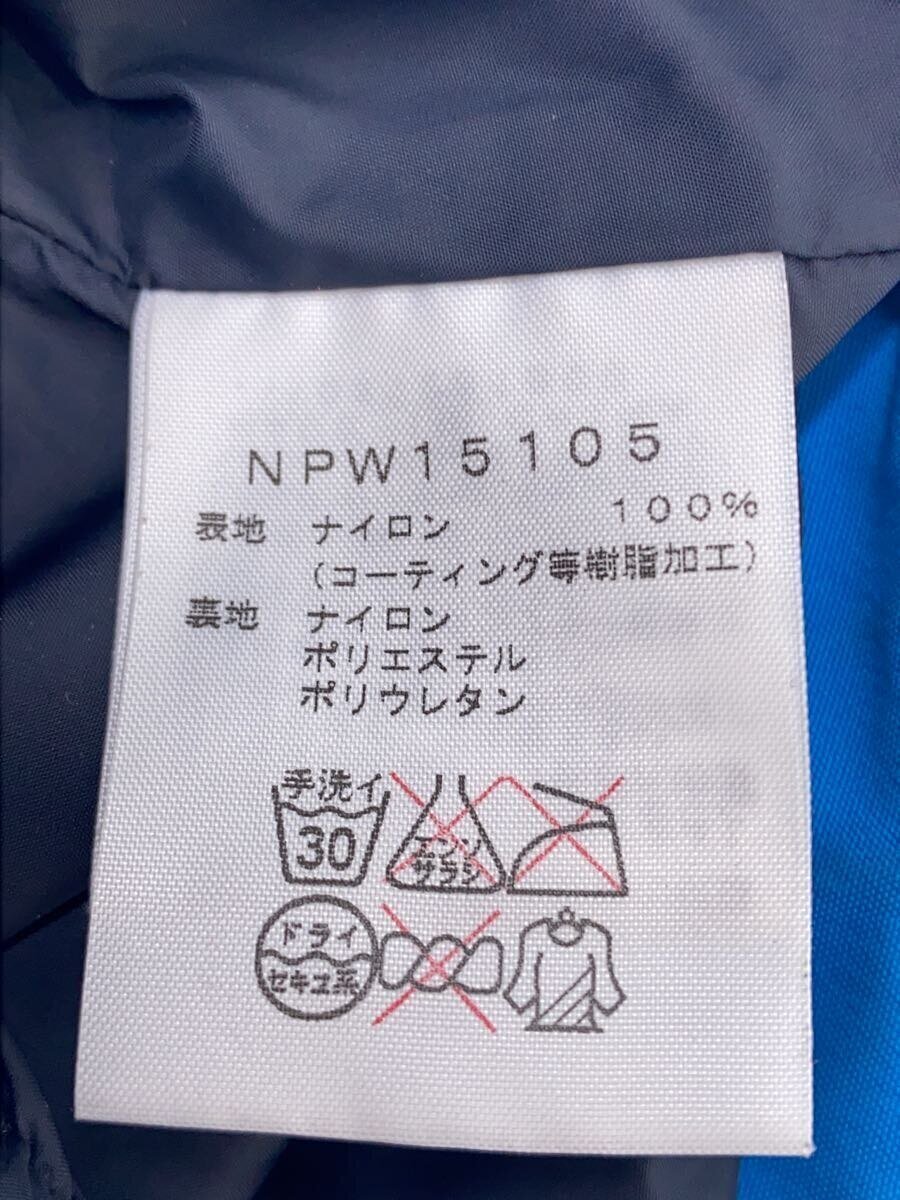 NPW15105
表地 ナイロン 100%
(コーティング等樹脂加工)
裏地 ナイロン
ポリエステル
ポリウレタン
手洗イ
30
エンソ
サラシ
ドライ
セキユ系